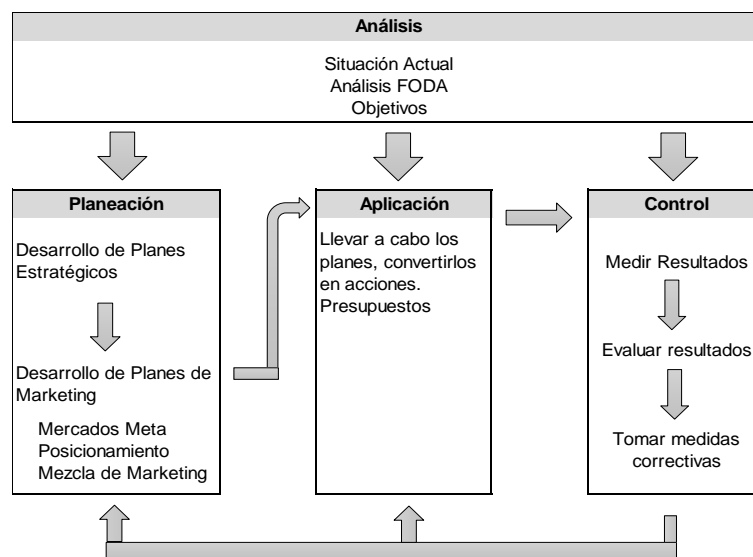 Análisis
Situación Actual
Análisis FODA
Objetivos
Planeación
Desarrollo de Planes
Estratégicos
Desarrollo de Planes de
Marketing
Mercados Meta
Posicionamiento
Mezcla de Marketing
Aplicación
Llevar a cabo los
planes, convertirlos
en acciones.
Presupuestos
Control
Medir Resultados
Evaluar resultados
Tomar medidas
correctivas